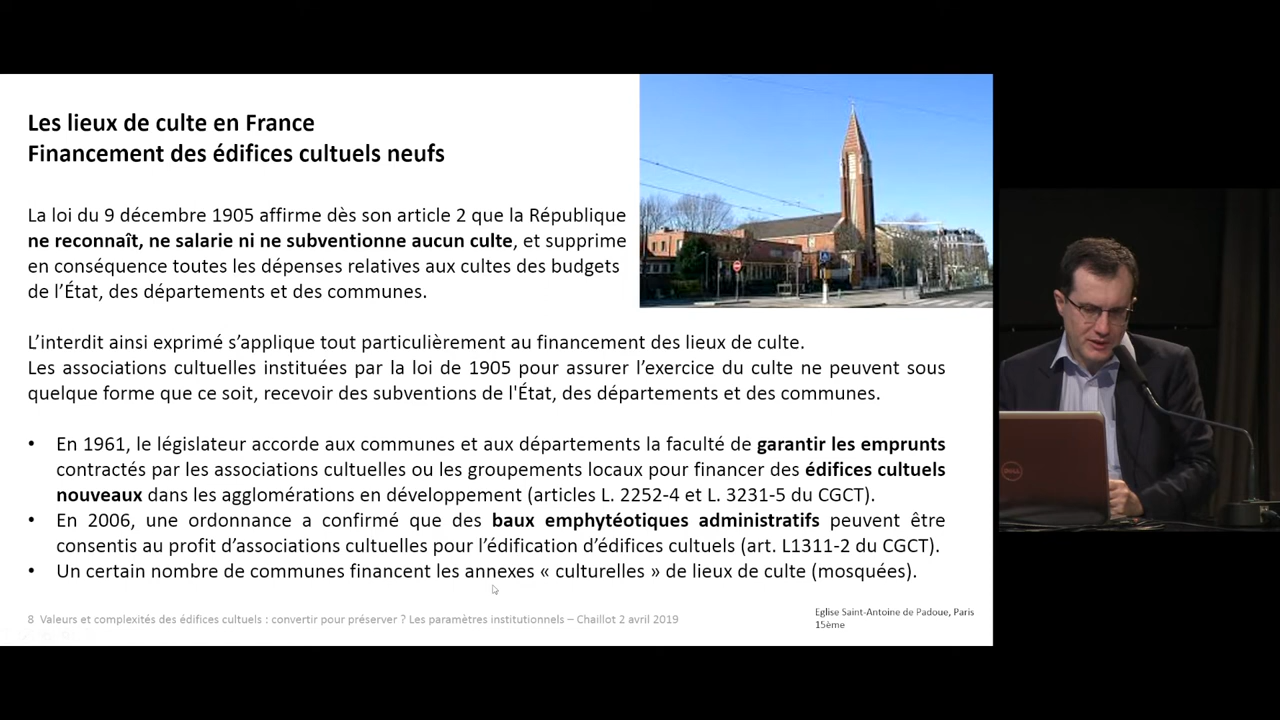 Les lieux de culte en France
Financement des édifices cultuels neufs
La loi du 9 décembre 1905 affirme dès son article 2 que la République
ne reconnaît, ne salarie ni ne subventionne aucun culte, et supprime
en conséquence toutes les dépenses relatives aux cultes des budgets
de l’État, des départements et des communes.
L’interdit ainsi exprimé s’applique tout particulièrement au financement des lieux de culte.
Les associations cultuelles instituées par la loi de 1905 pour assurer l’exercice du culte ne peuvent sous
quelque forme que ce soit, recevoir des subventions de l'État, des départements et des communes.
• En 1961, le législateur accorde aux communes et aux départements la faculté de garantir les emprunts
contractés par les associations cultuelles ou les groupements locaux pour financer des édifices cultuels
nouveaux dans les agglomérations en développement (articles L. 2252-4 et L. 3231-5 du CGCT).
• En 2006, une ordonnance a confirmé que des baux emphytéotiques administratifs peuvent être
consentis au profit d’associations cultuelles pour l’édification d’édifices cultuels (art. L1311-2 du CGCT).
• Un certain nombre de communes financent les annexes « culturelles » de lieux de culte (mosquées).
8 Valeurs et complexités des édifices cultuels : convertir pour préserver ? Les paramètres institutionnels – Chaillot 2 avril 2019
Eglise Saint-Antoine de Padoue, Paris
15ème
DELL